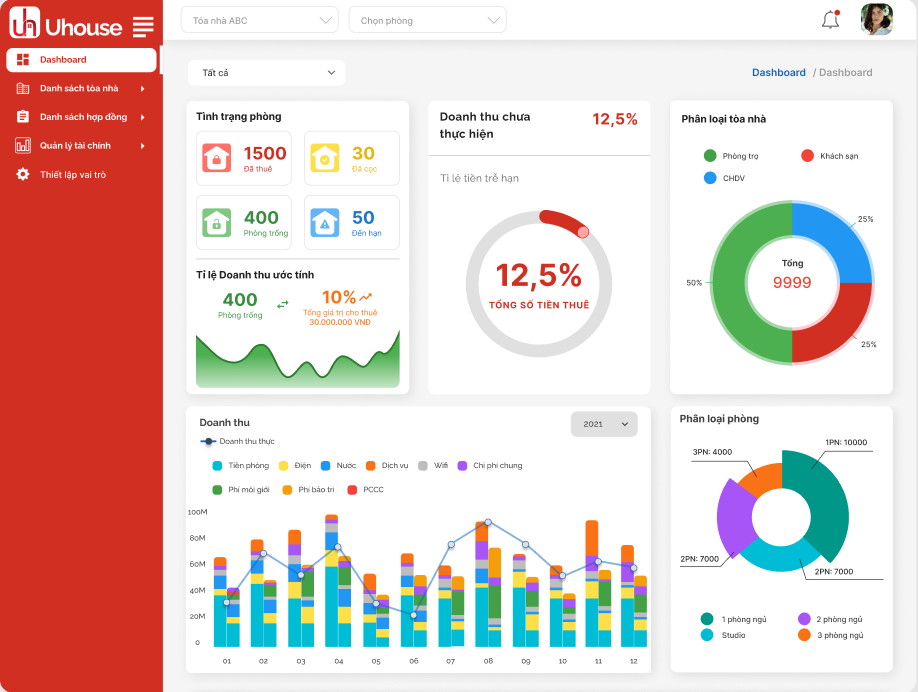 Uhouse
Tòa nhà ABC
Chọn phòng
Dashboard
Danh sách tòa nhà
Danh sách hợp đồng
Quản lý tài chính
Thiết lập vai trò
Tất cả
Dashboard / Dashboard
Tình trạng phòng
1500
Đã thuê
30
Đã cọc
400
Phòng trống
50
Đến hạn
Tỉ lệ Doanh thu ước tính
400
Phòng trống
10%
Tổng giá trị cho thuê
30.000.000 VNĐ
Doanh thu chưa
thực hiện
12,5%
Tỉ lệ tiền trễ hạn
12,5%
TỔNG SỐ TIỀN THUÊ
Phân loại tòa nhà
Phòng trọ
Khách sạn
CHDV
25%
50%
Tổng
9999
25%
Doanh thu
2021
Doanh thu thực
Tiền phòng
Điện
Nước
Dịch vụ
Wifi
Chi phí chung
Phí môi giới
Phí bảo trì
PCCC
100M
80M
60M
40M
20M
0
01 02 03 04 05 06 07 08 09 10 11 12
Phân loại phòng
1PN: 10000
3PN: 4000
2PN: 7000
2PN: 7000
1 phòng ngủ
2 phòng ngủ
Studio
3 phòng ngủ